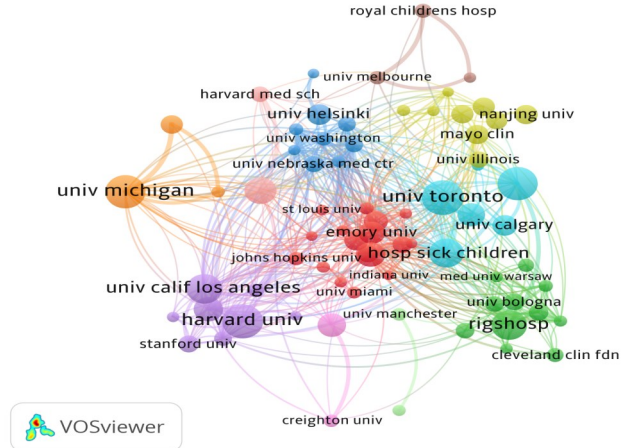 royal childrens hosp
univ melbourne
harvard med sch
univ helsinki
nanjing univ
univ washington
mayo clin
univ nebraska med ctr
univ illinois
univ michigan
univ toronto
st louis univ
univ calgary
emory univ
johns hopkins univ
hosp sick children
indiana univ
med univ warsaw
univ calif los angeles
univ miami
univ bologna
univ manchester
harvard univ
rigshosp
stanford univ
cleveland clin fdn
creighton univ
VOSviewer